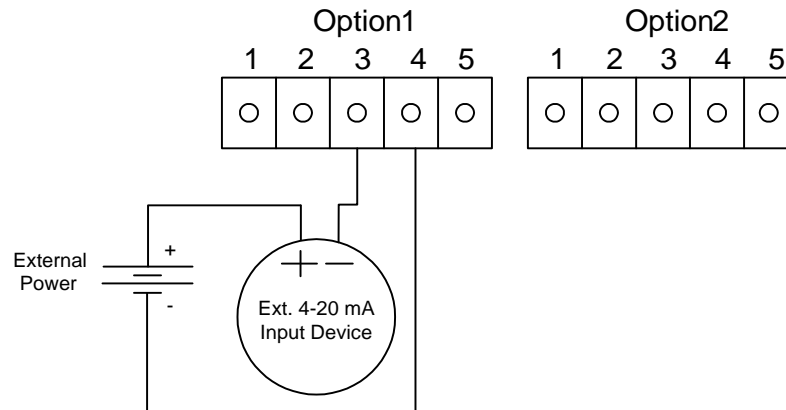 Option1
1 2 3 4 5
Option2
1 2 3 4 5
External
Power
+
-
+ −
Ext. 4-20 mA
Input Device